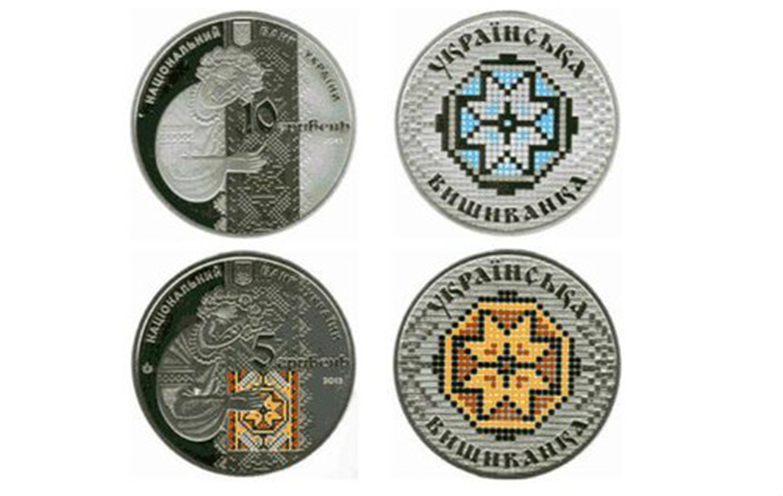 НАЦІОНАЛЬНИЙ БАНК УКРАЇНИ
10
гривень
2013
УКРАЇНСЬКА
ВИШИВАНКА
НАЦІОНАЛЬНИЙ БАНК УКРАЇНИ
5
гривень
2013
УКРАЇНСЬКА
ВИШИВАНКА